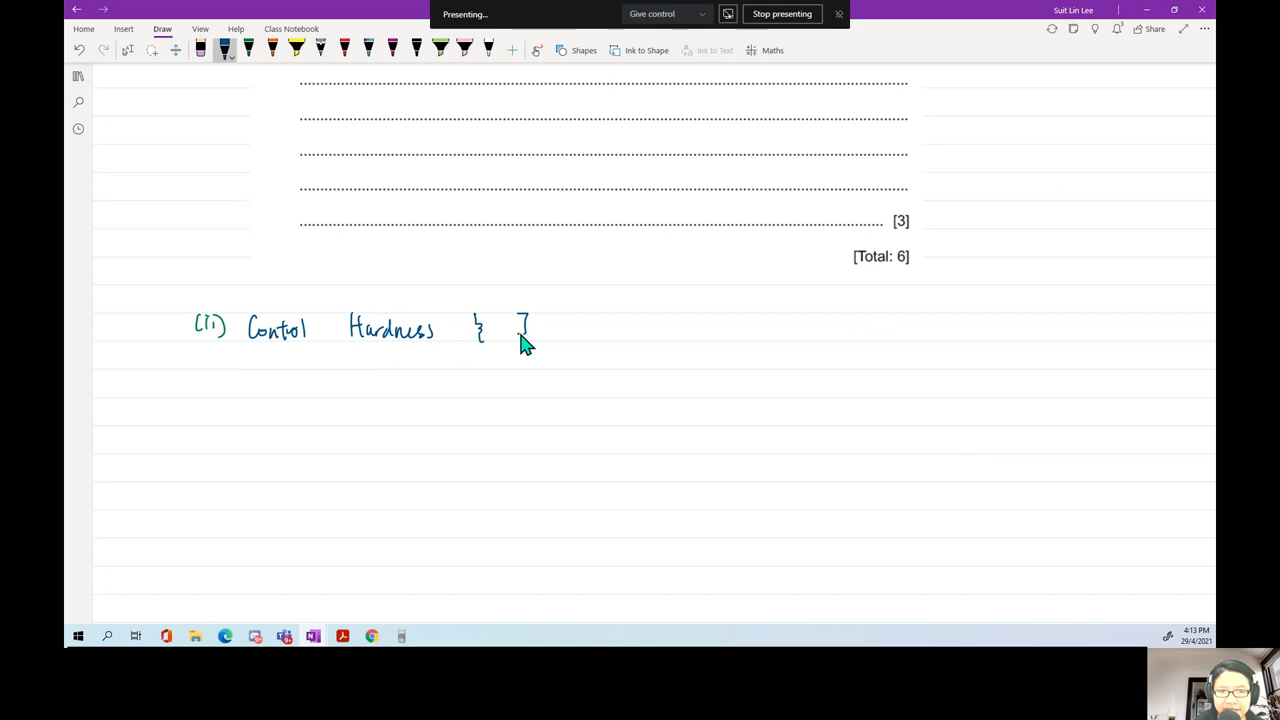 Presenting...
Give control
Stop presenting
Suit Lin Lee
Home Insert Draw View Help Class Notebook
Share
Shapes Ink to Shape Ink to Text Maths
................................................................
................................................................
................................................................
................................................................
................................................................ [3]
[Total: 6]
(ii) Control Hardness
4:13 PM
29/4/2021